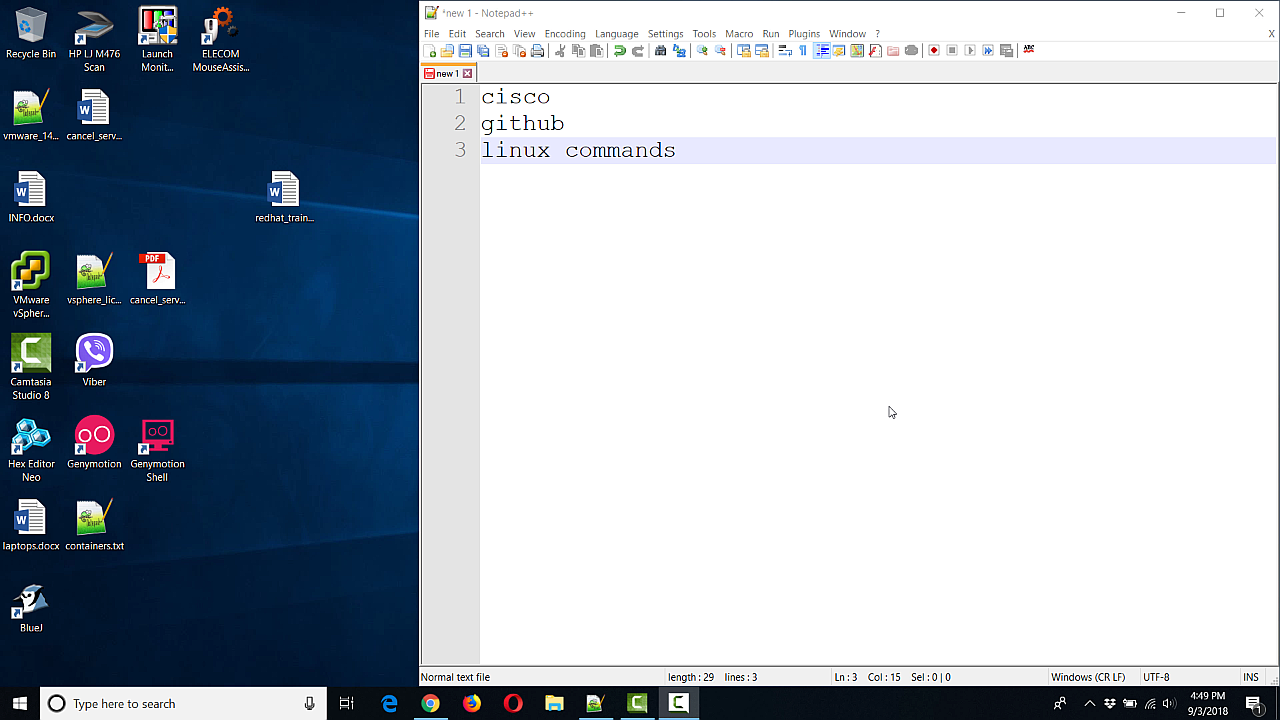 Recycle Bin
HP LJ M476
Scan
Launch
Monit...
ELECOM
MouseAssis...
vmware_14...
cancel_serv...
INFO.docx
redhat_train...
VMware
vSpher...
vsphere_lic...
PDF
cancel_serv...
Camtasia
Studio 8
Viber
Hex Editor
Neo
Genymotion
Genymotion
Shell
laptops.docx
containers.txt
BlueJ
*new 1 - Notepad++
File Edit Search View Encoding Language Settings Tools Macro Run Plugins Window ? X
new 1
1 cisco
2 github
3 linux commands
Normal text file length : 29 lines : 3 Ln : 3 Col : 15 Sel : 0 | 0 Windows (CR LF) UTF-8 INS
Type here to search
4:49 PM
9/3/2018
1